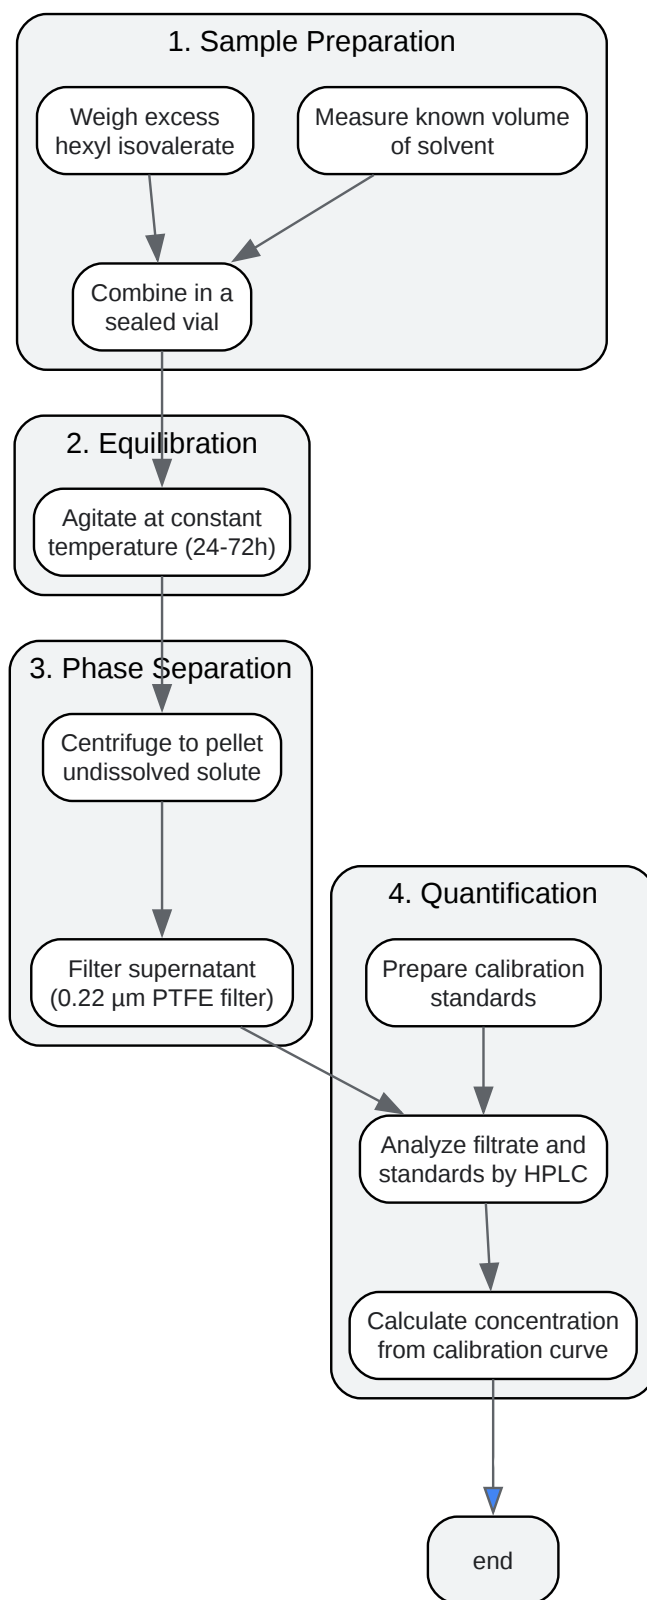 1. Sample Preparation
Weigh excess
hexyl isovalerate
Measure known volume
of solvent
Combine in a
sealed vial
2. Equilibration
Agitate at constant
temperature (24-72h)
3. Phase Separation
Centrifuge to pellet
undissolved solute
Filter supernatant
(0.22 µm PTFE filter)
4. Quantification
Prepare calibration
standards
Analyze filtrate and
standards by HPLC
Calculate concentration
from calibration curve
end